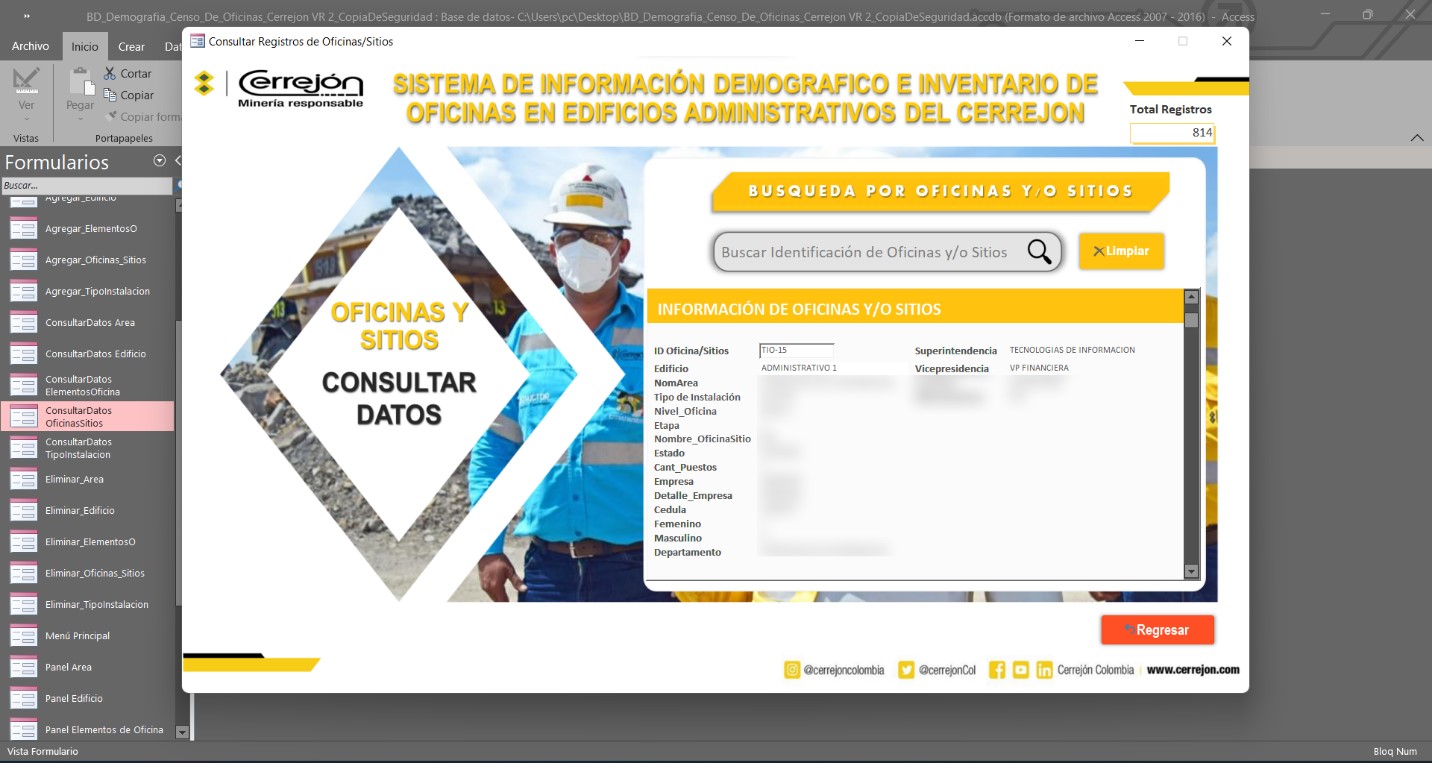 BD_Demografia_Censo_De_Oficinas_Cerrejon VR 2_CopiaDeSeguridad : Base de datos- C:\Users\pc\Desktop\BD_Demografia_Censo_De_Oficinas_Cerrejon VR 2_CopiaDeSeguridad.accdb (Formato de archivo Access 2007 - 2016) - Access
Archivo
Inicio
Crear
Dat
Ver
Vistas
Pegar
Cortar
Copiar
Copiar forma
Portapapeles
Formularios
Buscar...
Agregar_Edificio
Agregar_ElementosO
Agregar_Oficinas_Sitios
Agregar_TipoInstalacion
ConsultarDatos Area
ConsultarDatos Edificio
ConsultarDatos
ElementosOficina
ConsultarDatos
OficinasSitios
ConsultarDatos
TipoInstalacion
Eliminar_Area
Eliminar_Edificio
Eliminar_ElementosO
Eliminar_Oficinas_Sitios
Eliminar_TipoInstalacion
Menú Principal
Panel Area
Panel Edificio
Panel Elementos de Oficina
Vista Formulario
Bloq Num
Consultar Registros de Oficinas/Sitios
Cerrejón
Minería responsable
SISTEMA DE INFORMACIÓN DEMOGRAFICO E INVENTARIO DE
OFICINAS EN EDIFICIOS ADMINISTRATIVOS DEL CERREJON
Total Registros
814
OFICINAS Y
SITIOS
CONSULTAR
DATOS
BUSQUEDA POR OFICINAS Y/O SITIOS
Buscar Identificación de Oficinas y/o Sitios
Limpiar
INFORMACIÓN DE OFICINAS Y/O SITIOS
ID Oficina/Sitios TIO-15 Superintendencia TECNOLOGIAS DE INFORMACION
Edificio ADMINISTRATIVO 1 Vicepresidencia VP FINANCIERA
NomArea
Tipo de Instalación
Nivel_Oficina
Etapa
Nombre_OficinaSitio
Estado
Cant_Puestos
Empresa
Detalle_Empresa
Cedula
Femenino
Masculino
Departamento
Regresar
@cerrejoncolombia @cerrejonCol Cerrejón Colombia | www.cerrejon.com